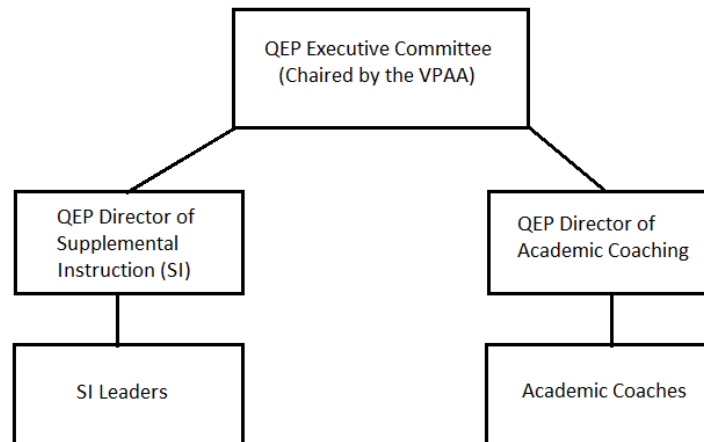 QEP Executive Committee
(Chaired by the VPAA)
QEP Director of
Supplemental
Instruction (SI)
QEP Director of
Academic Coaching
SI Leaders
Academic Coaches